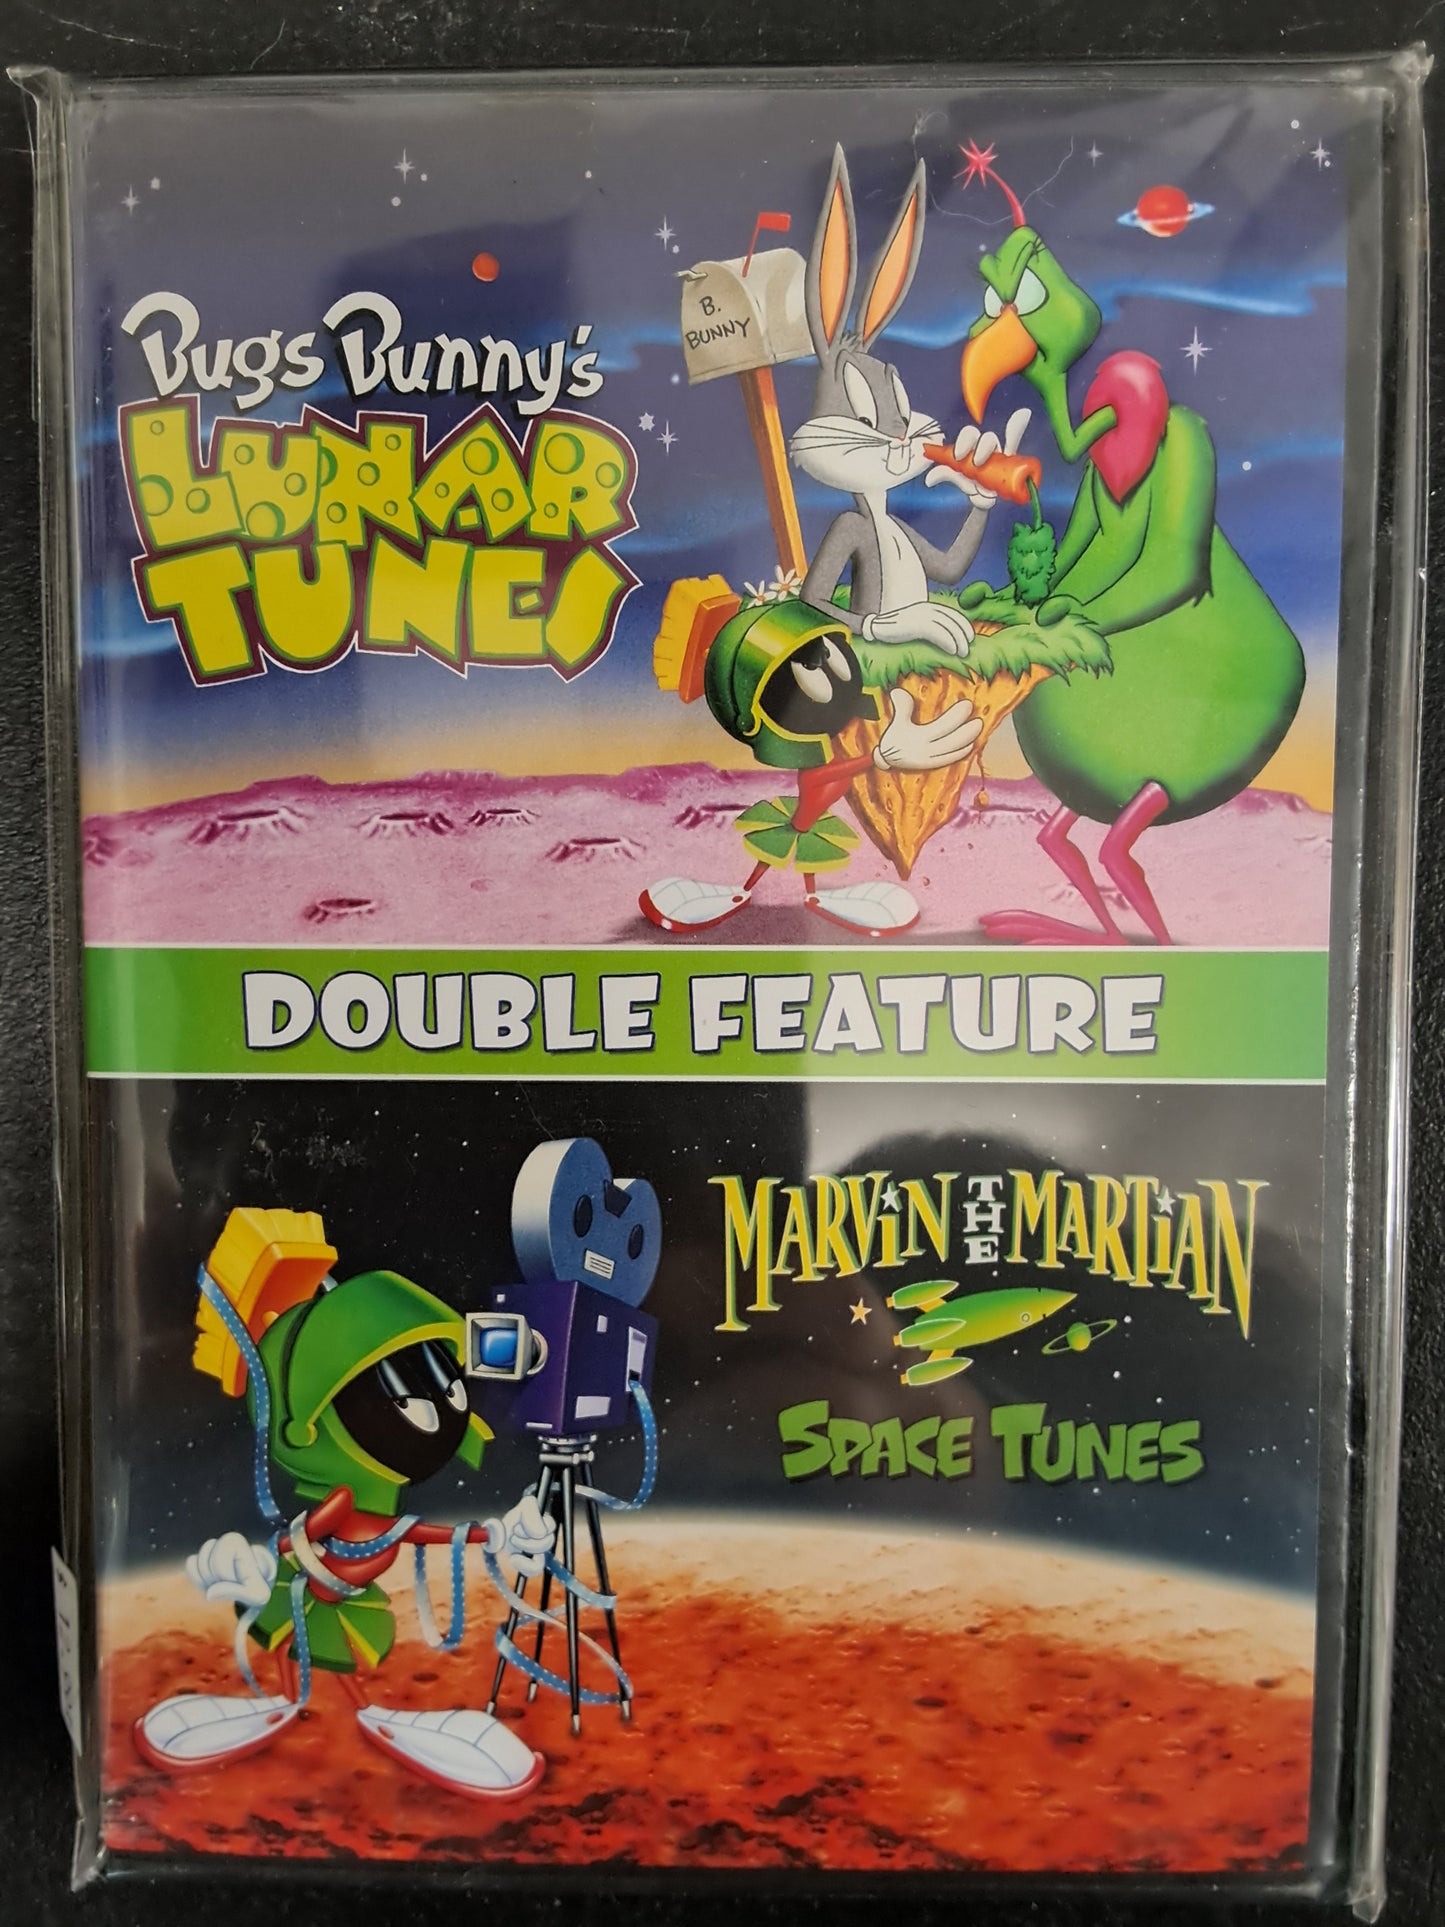 Bugs Bunny's
LUNAR
TUNES
B.
BUNNY
DOUBLE FEATURE
MARViN THE MARTiAN
SPACE TUNES